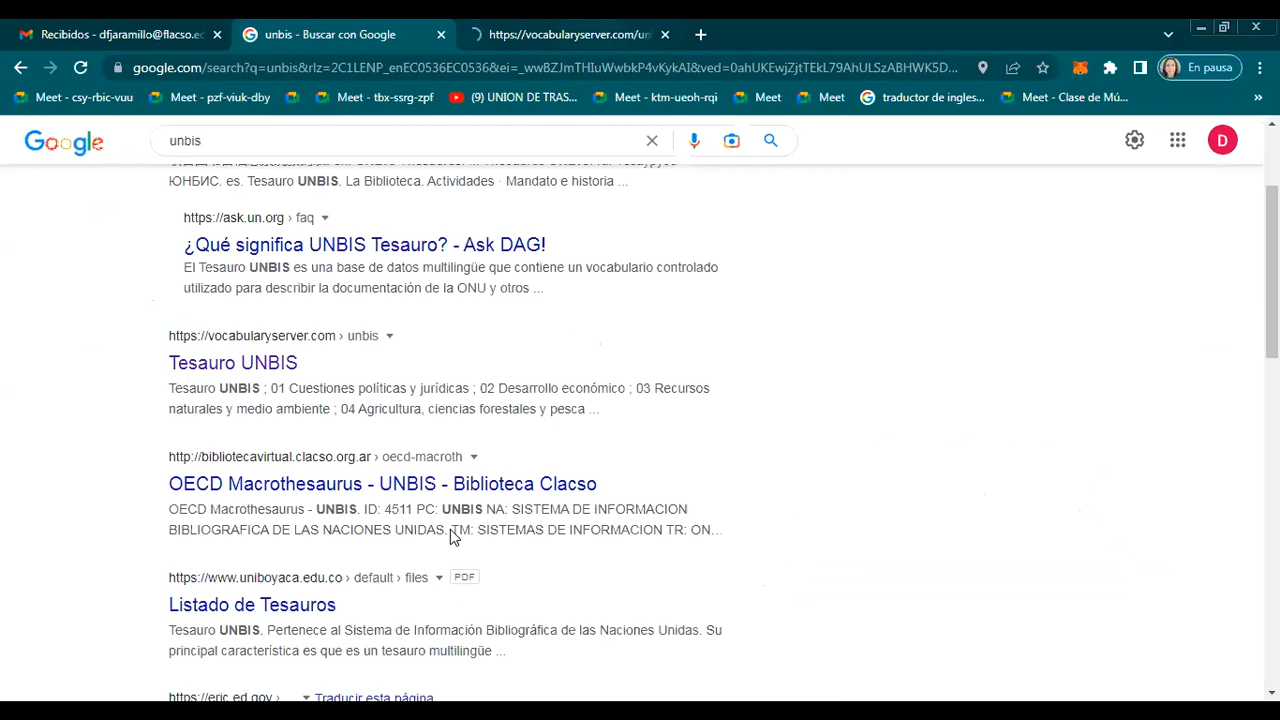 Recibidos - dfjaramillo@flacso.ec
unbis - Buscar con Google
https://vocabularyserver.com/un
google.com/search?q=unbis&rlz=2C1LENP_enEC0536EC0536&ei=_wwBZJmTHIuWwbkP4vKykAI&ved=0ahUKEwjZjtTEkL79AhULSzABHWK5D...
En pausa
Meet - csy-rbic-vuu
Meet - pzf-viuk-dby
Meet - tbx-ssrg-zpf
(9) UNION DE TRAS...
Meet - ktm-ueoh-rqi
Meet
Meet
traductor de ingles...
Meet - Clase de Mú...
»
Google
unbis
D
ЮНБИС. es. Tesauro UNBIS. La Biblioteca. Actividades · Mandato e historia ...
https://ask.un.org › faq
¿Qué significa UNBIS Tesauro? - Ask DAG!
El Tesauro UNBIS es una base de datos multilingüe que contiene un vocabulario controlado
utilizado para describir la documentación de la ONU y otros ...
https://vocabularyserver.com › unbis
Tesauro UNBIS
Tesauro UNBIS ; 01 Cuestiones políticas y jurídicas ; 02 Desarrollo económico ; 03 Recursos
naturales y medio ambiente ; 04 Agricultura, ciencias forestales y pesca ...
http://bibliotecavirtual.clacso.org.ar › oecd-macroth
OECD Macrothesaurus - UNBIS - Biblioteca Clacso
OECD Macrothesaurus - UNBIS. ID: 4511 PC: UNBIS NA: SISTEMA DE INFORMACION
BIBLIOGRAFICA DE LAS NACIONES UNIDAS. TM: SISTEMAS DE INFORMACION TR: ON...
https://www.uniboyaca.edu.co › default › files
PDF
Listado de Tesauros
Tesauro UNBIS. Pertenece al Sistema de Información Bibliográfica de las Naciones Unidas. Su
principal característica es que es un tesauro multilingüe ...
https://eric.ed.gov ›
Traducir esta página